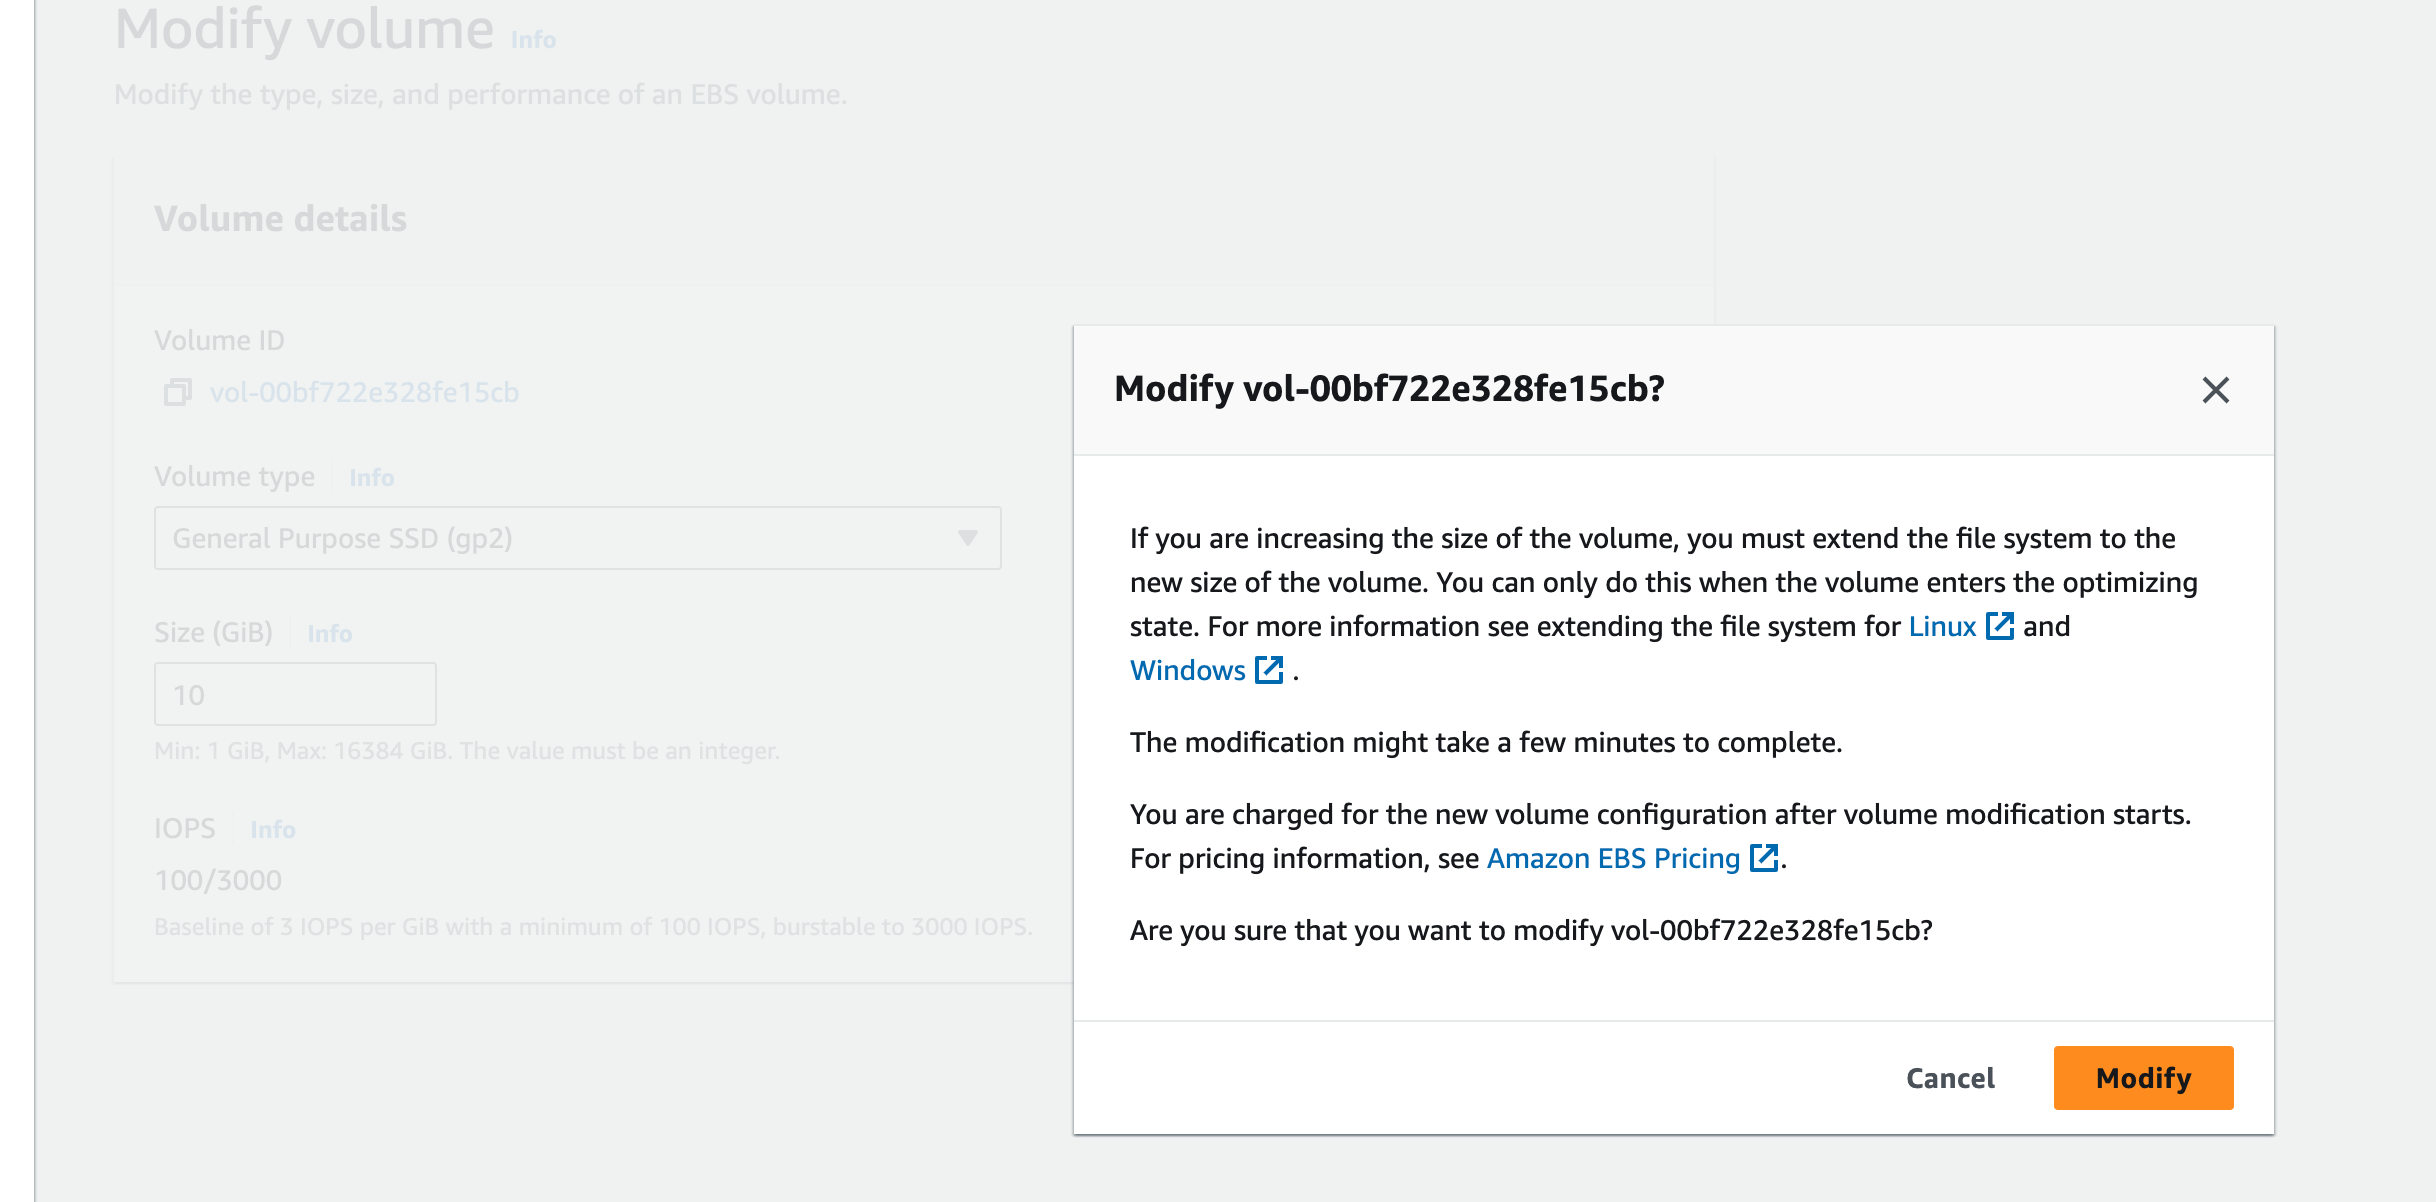 Modify volume Info
Modify the type, size, and performance of an EBS volume.
Volume details
Volume ID
vol-00bf722e328fe15cb
Volume type Info
General Purpose SSD (gp2)
Size (GiB) Info
10
Min: 1 GiB, Max: 16384 GiB. The value must be an integer.
IOPS Info
100/3000
Baseline of 3 IOPS per GiB with a minimum of 100 IOPS, burstable to 3000 IOPS.
Modify vol-00bf722e328fe15cb?
If you are increasing the size of the volume, you must extend the file system to the
new size of the volume. You can only do this when the volume enters the optimizing
state. For more information see extending the file system for Linux and
Windows .
The modification might take a few minutes to complete.
You are charged for the new volume configuration after volume modification starts.
For pricing information, see Amazon EBS Pricing .
Are you sure that you want to modify vol-00bf722e328fe15cb?
Cancel Modify